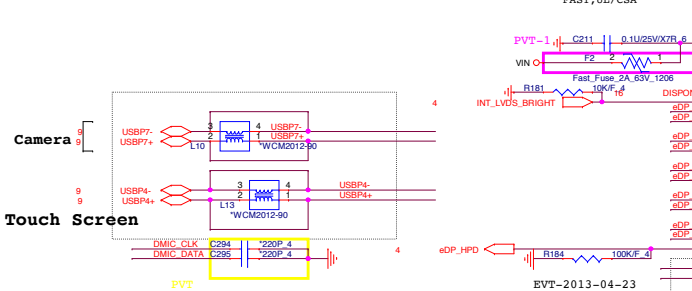 FAST,UL/CSA
PVT-1 C211 0.1U/25V/X7R_6
VIN F2 2 1
Fast_Fuse_2A_63V_1206
R181 10K/F_4 16 DISPON
INT_LVDS_BRIGHT
4
eDP
eDP
eDP
eDP
eDP
eDP
eDP
eDP
Camera
9 USBP7- 3 4 USBP7-
9 USBP7+ 2 1 USBP7+
L10 *WCM2012-90
9 USBP4- 3 4 USBP4-
9 USBP4+ 2 1 USBP4+
L13
*WCM2012-90
Touch Screen
DMIC_CLK C294 *220P_4
DMIC_DATA C295 *220P_4
4 eDP_HPD
R184 100K/F_4
PVT
EVT-2013-04-23